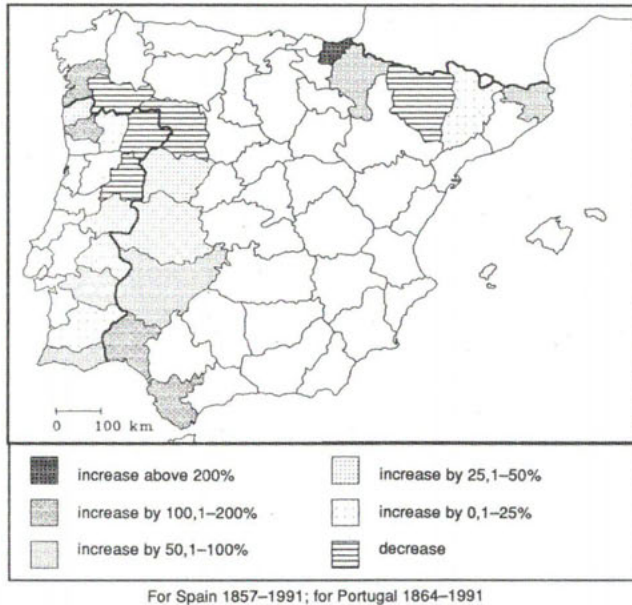 0 100 km
increase above 200%
increase by 25,1–50%
increase by 100,1–200%
increase by 0,1–25%
increase by 50,1–100%
decrease
For Spain 1857–1991; for Portugal 1864–1991